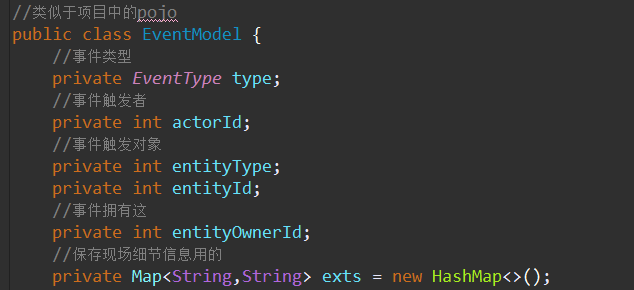 //类似于项目中的pojo
public class EventModel {
//事件类型
private EventType type;
//事件触发者
private int actorId;
//事件触发对象
private int entityType;
private int entityId;
//事件拥有这
private int entityOwnerId;
//保存现场细节信息用的
private Map<String,String> exts = new HashMap<>();